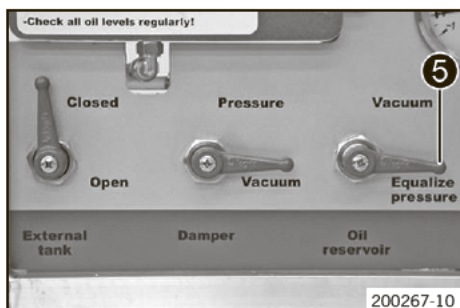 -Check all oil levels regularly!
5
Closed Pressure Vacuum
Open Vacuum Equalize
pressure
External
tank
Damper
Oil
reservoir
200267-10